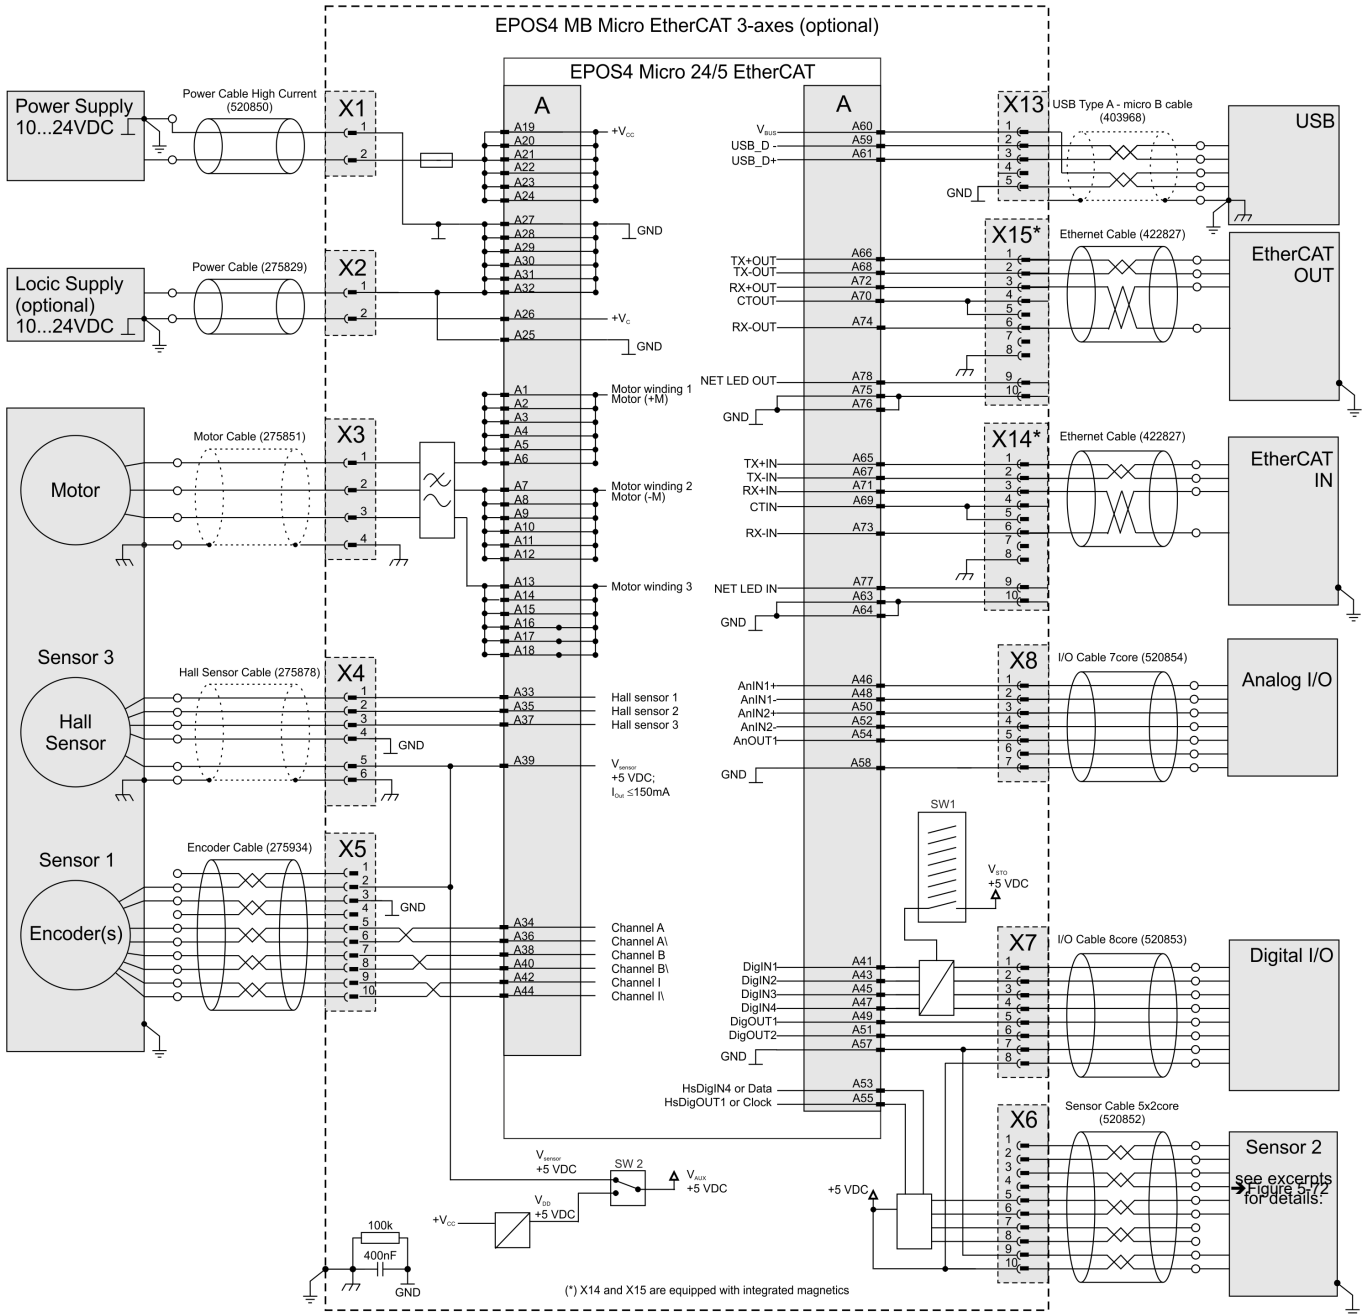 EPOS4 MB Micro EtherCAT 3-axes (optional)
EPOS4 Micro 24/5 EtherCAT
Power Supply
10...24VDC
Power Cable High Current
(520850)
X1
1
2
A
A19
A20
A21
A22
A23
A24
+Vcc
A27
A28
A29
A30
A31
A32
GND
Locic Supply
(optional)
10...24VDC
Power Cable (275829)
X2
1
2
A26
+Vc
A25
GND
Motor
Motor Cable (275851)
X3
1
2
3
4
A1
A2
A3
A4
A5
A6
Motor winding 1
Motor (+M)
A7
A8
A9
A10
A11
A12
Motor winding 2
Motor (-M)
A13
A14
A15
A16
A17
A18
Motor winding 3
Sensor 3
Hall
Sensor
Hall Sensor Cable (275878)
X4
1
2
3
4
5
6
GND
A33
A35
A37
Hall sensor 1
Hall sensor 2
Hall sensor 3
A39
Vsensor
+5 VDC;
IOut ≤150mA
Sensor 1
Encoder(s)
Encoder Cable (275934)
X5
1
2
3
4
5
6
7
8
9
10
GND
A34
A36
A38
A40
A42
A44
Channel A
Channel A\
Channel B
Channel B\
Channel I
Channel I\
A
VBUS
USB_D -
USB_D+
A60
A59
A61
X13
1
2
3
4
5
GND
USB Type A - micro B cable
(403968)
USB
TX+OUT
TX-OUT
RX+OUT
CTOUT
RX-OUT
A66
A68
A72
A70
A74
NET LED OUT
A78
A75
A76
GND
X15*
1
2
3
4
5
6
7
8
9
10
Ethernet Cable (422827)
EtherCAT
OUT
TX+IN
TX-IN
RX+IN
CTIN
RX-IN
A65
A67
A71
A69
A73
NET LED IN
A77
A63
A64
GND
X14*
1
2
3
4
5
6
7
8
9
10
Ethernet Cable (422827)
EtherCAT
IN
AnIN1+
AnIN1-
AnIN2+
AnIN2-
AnOUT1
GND
A46
A48
A50
A52
A54
A58
X8
1
2
3
4
5
6
7
I/O Cable 7core (520854)
Analog I/O
SW1
VSTO
+5 VDC
DigIN1
DigIN2
DigIN3
DigIN4
DigOUT1
DigOUT2
GND
A41
A43
A45
A47
A49
A51
A57
X7
1
2
3
4
5
6
7
8
I/O Cable 8core (520853)
Digital I/O
HsDigIN4 or Data
HsDigOUT1 or Clock
A53
A55
X6
1
2
3
4
5
6
7
8
9
10
+5 VDC
Sensor Cable 5x2core
(520852)
Sensor 2
see excerpts
➔Figure 5-72
for details.
Vsensor
+5 VDC
SW 2
VDD
+5 VDC
VAUX
+5 VDC
+Vcc
100k
400nF
GND
(*) X14 and X15 are equipped with integrated magnetics